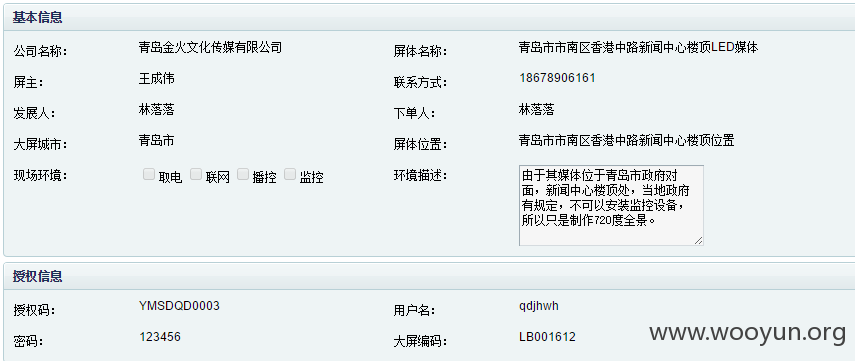 基本信息
公司名称： 青岛金火文化传媒有限公司 屏体名称： 青岛市市南区香港中路新闻中心楼顶LED媒体
屏主： 王成伟 联系方式： 18678906161
发展人： 林落落 下单人： 林落落
大屏城市： 青岛市 屏体位置： 青岛市市南区香港中路新闻中心楼顶位置
现场环境： 取电 联网 播控 监控 环境描述： 由于其媒体位于青岛市政府对
面，新闻中心楼顶处，当地政府
有规定，不可以安装监控设备，
所以只是制作720度全景。
授权信息
授权码： YMSDQD0003 用户名： qdjhwh
密码： 123456 大屏编码： LB001612
www.wooyun.org